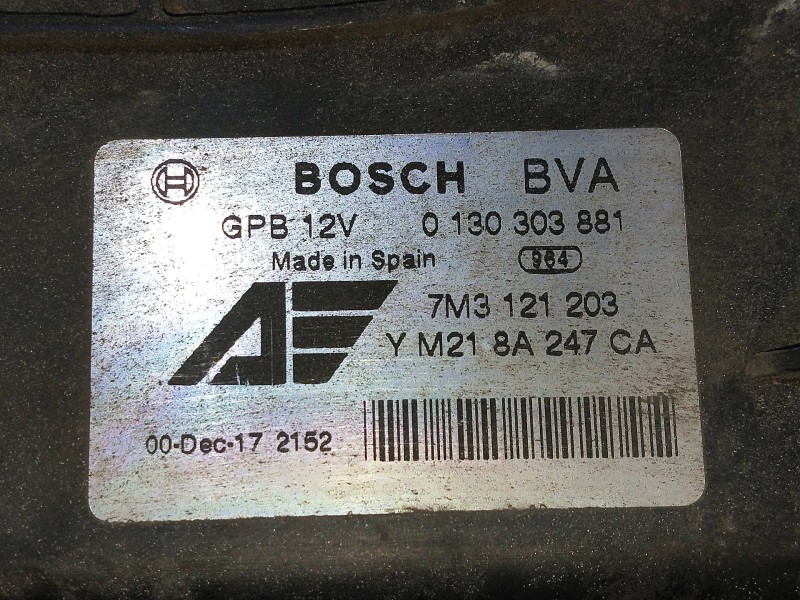 BOSCH BVA
GPB 12V 0 130 303 881
Made in Spain 964
7M3 121 203
Y M21 8A 247 CA
00-Dec-17 2152